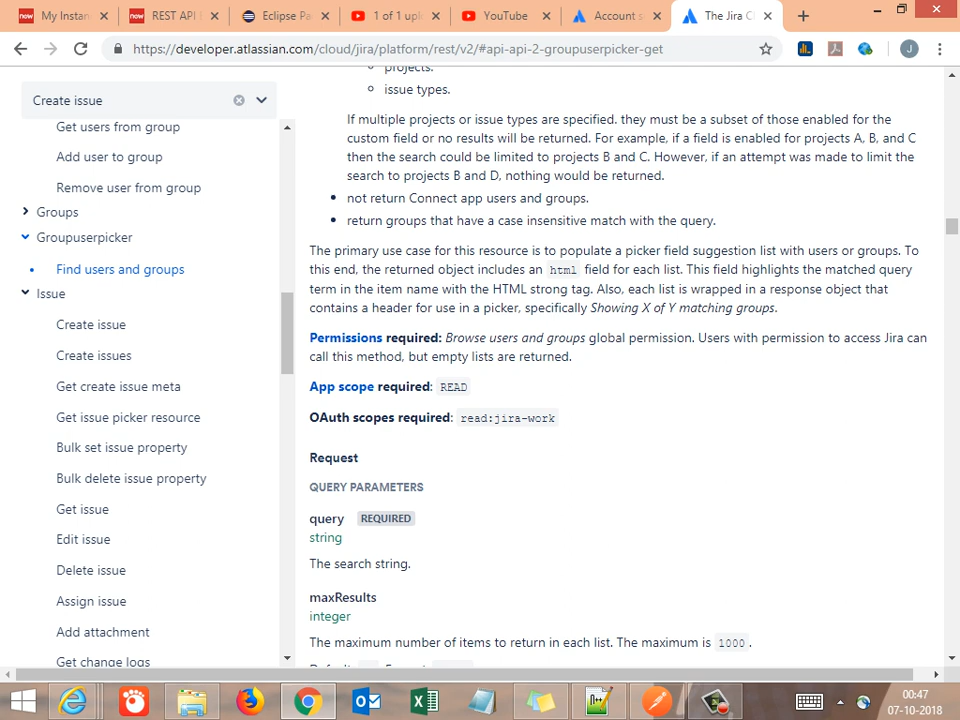 My Instan
REST API E
Eclipse Pa
1 of 1 upl
YouTube
Account s
The Jira C
https://developer.atlassian.com/cloud/jira/platform/rest/v2/#api-api-2-groupuserpicker-get
J
Create issue
Get users from group
Add user to group
Remove user from group
Groups
Groupuserpicker
Find users and groups
Issue
Create issue
Create issues
Get create issue meta
Get issue picker resource
Bulk set issue property
Bulk delete issue property
Get issue
Edit issue
Delete issue
Assign issue
Add attachment
Get change logs
projects.
issue types.
If multiple projects or issue types are specified, they must be a subset of those enabled for the
custom field or no results will be returned. For example, if a field is enabled for projects A, B, and C
then the search could be limited to projects B and C. However, if an attempt was made to limit the
search to projects B and D, nothing would be returned.
not return Connect app users and groups.
return groups that have a case insensitive match with the query.
The primary use case for this resource is to populate a picker field suggestion list with users or groups. To
this end, the returned object includes an html field for each list. This field highlights the matched query
term in the item name with the HTML strong tag. Also, each list is wrapped in a response object that
contains a header for use in a picker, specifically Showing X of Y matching groups.
Permissions required: Browse users and groups global permission. Users with permission to access Jira can
call this method, but empty lists are returned.
App scope required: READ
OAuth scopes required: read:jira-work
Request
QUERY PARAMETERS
query REQUIRED
string
The search string.
maxResults
integer
The maximum number of items to return in each list. The maximum is 1000.
00:47
07-10-2018